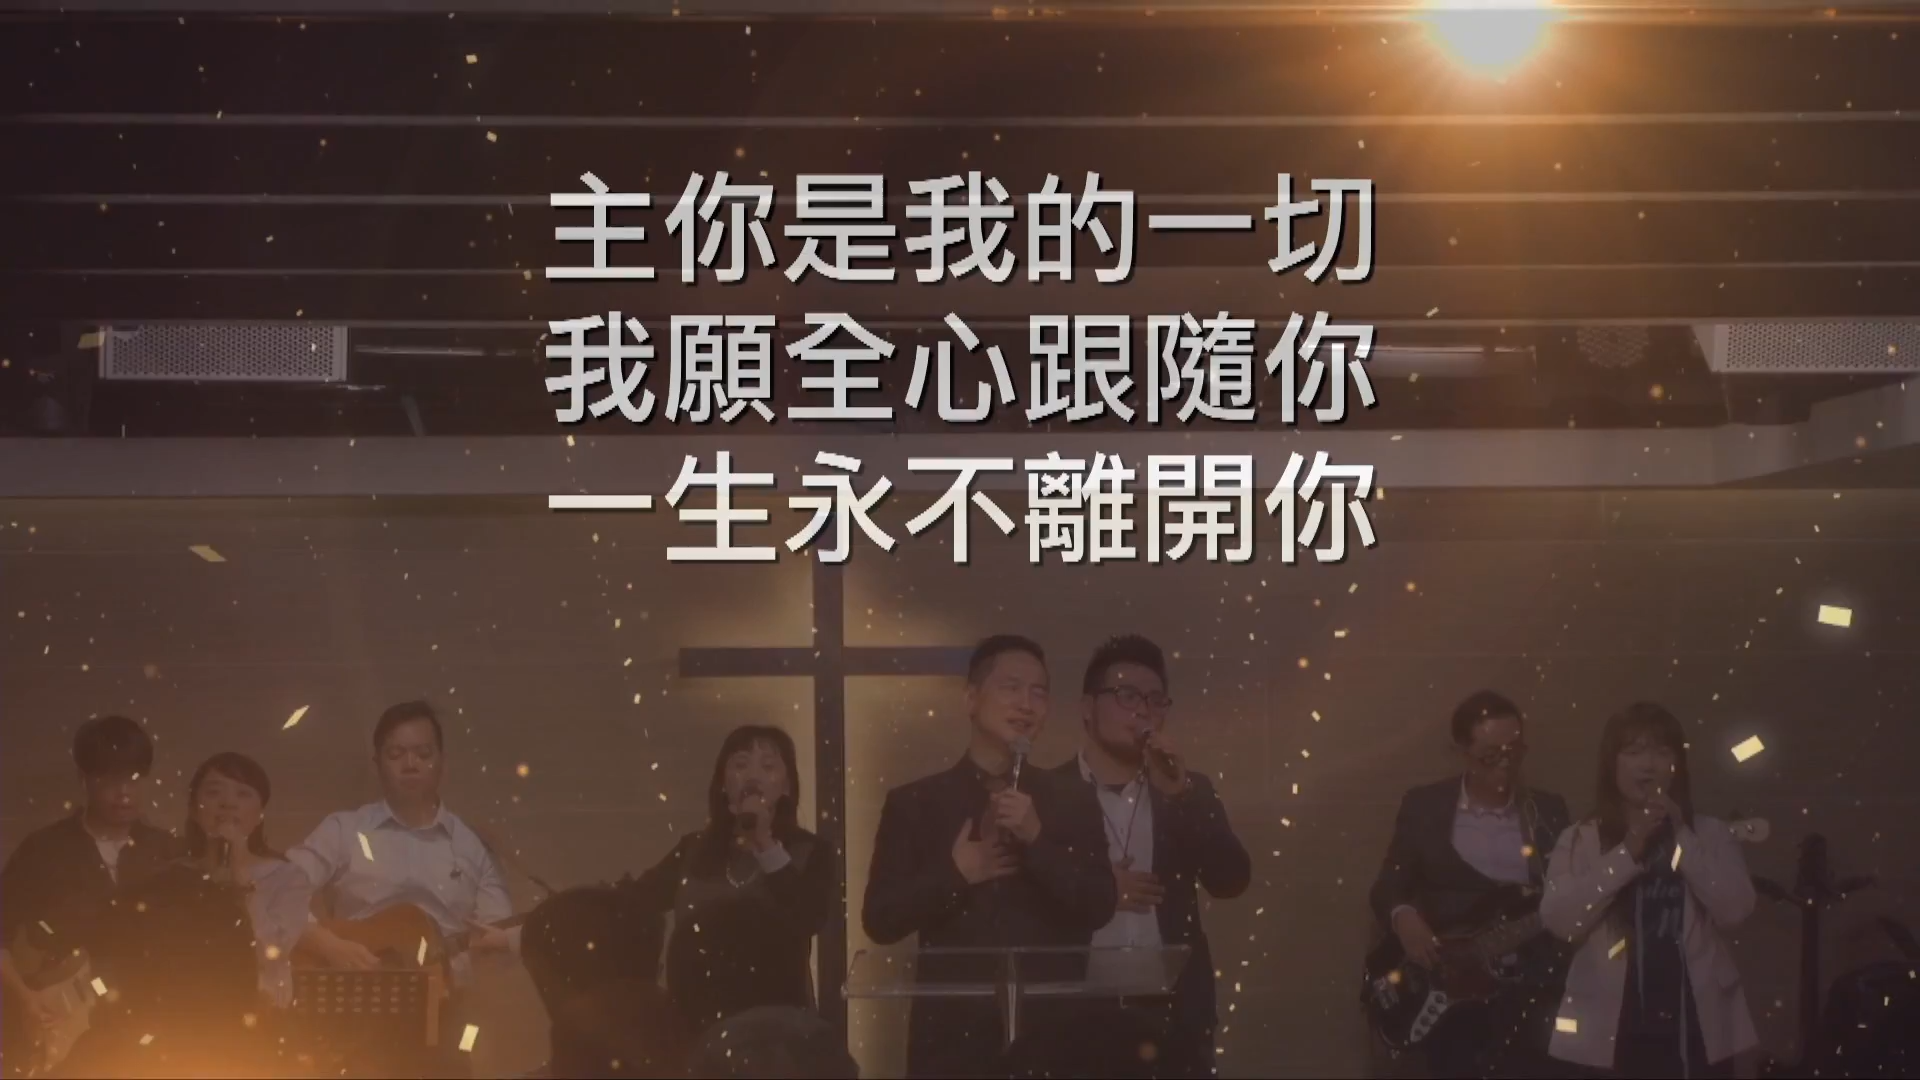 主你是我的一切
我願全心跟隨你
一生永不離開你